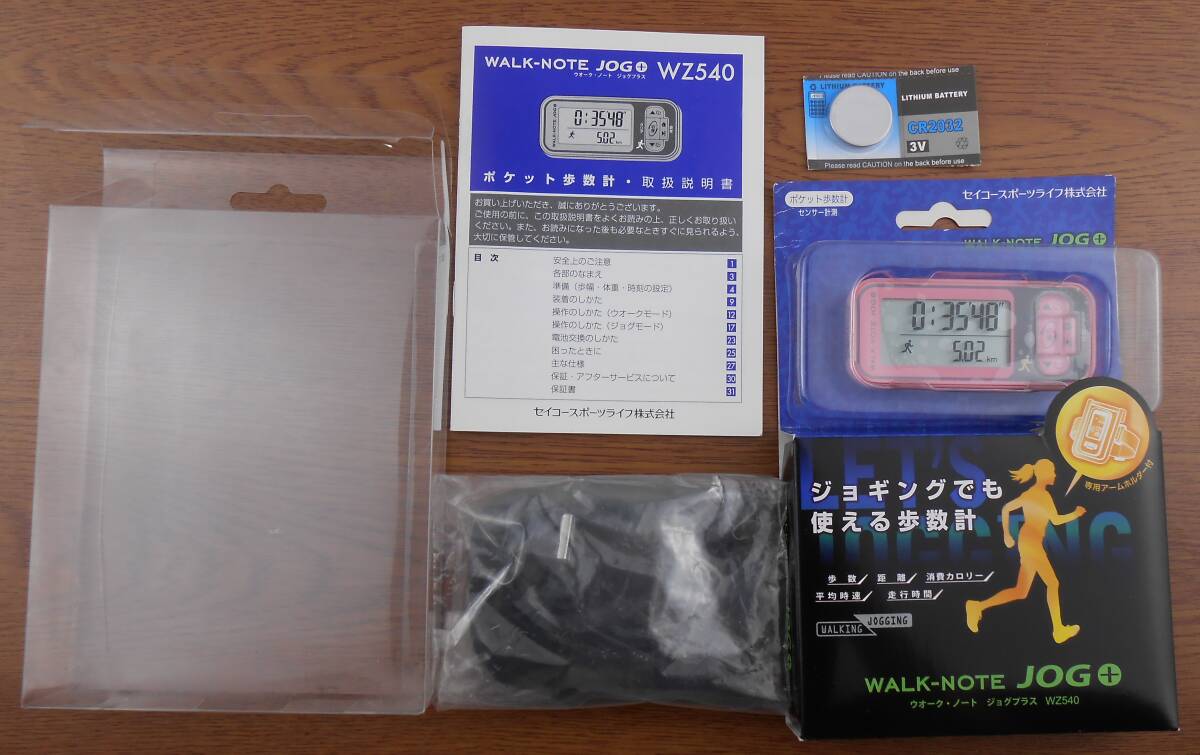 WALK-NOTE JOG+ WZ540
ウオーク・ノート ジョグプラス
WALK-NOTE JOG+
0:35'48"
5.02 km
ポケット歩数計・取扱説明書
お買い上げいただき、誠にありがとうございます。
ご使用の前に、この取扱説明書をよくお読みの上、正しくお取り扱い
ください。また、お読みになった後も必要なときすぐに見られるよう、
大切に保管してください。
目 次
安全上のご注意 1
各部のなまえ 3
準備(歩幅・体重・時刻の設定) 4
装着のしかた 9
操作のしかた(ウオークモード) 12
操作のしかた(ジョグモード) 17
電池交換のしかた 23
困ったときに 25
主な仕様 27
保証・アフターサービスについて 30
保証書 31
セイコースポーツライフ株式会社
Please read CAUTION on the back before use
LITHIUM BATTERY
LITHIUM BATTERY
CR2032
3V
Please read CAUTION on the back before use
ポケット歩数計
センサー計測
セイコースポーツライフ株式会社
WALK-NOTE JOG+
WALK-NOTE JOG+
0:35'48"
5.02 km
専用アームホルダー付
LET'S
JOGGING
ジョギングでも
使える歩数計
歩数/ 距離/ 消費カロリー/
平均時速/ 走行時間/
WALKING JOGGING
WALK-NOTE JOG+
ウオーク・ノート ジョグプラス WZ540